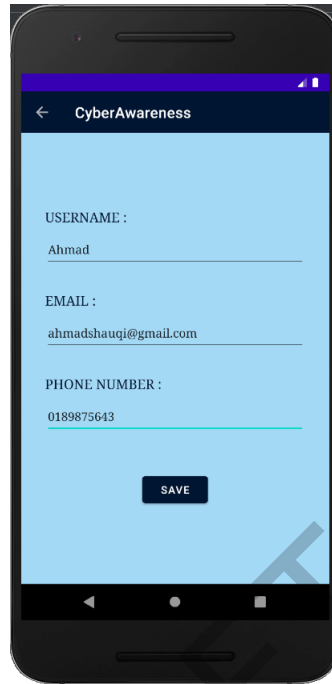 CyberAwareness
USERNAME :
Ahmad
EMAIL :
ahmadshauqi@gmail.com
PHONE NUMBER :
0189875643
SAVE